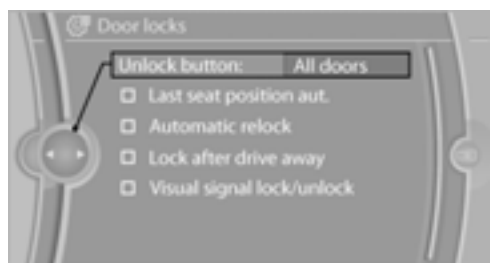 Door locks
Unlock button: All doors
Last seat position aut.
Automatic relock
Lock after drive away
Visual signal lock/unlock